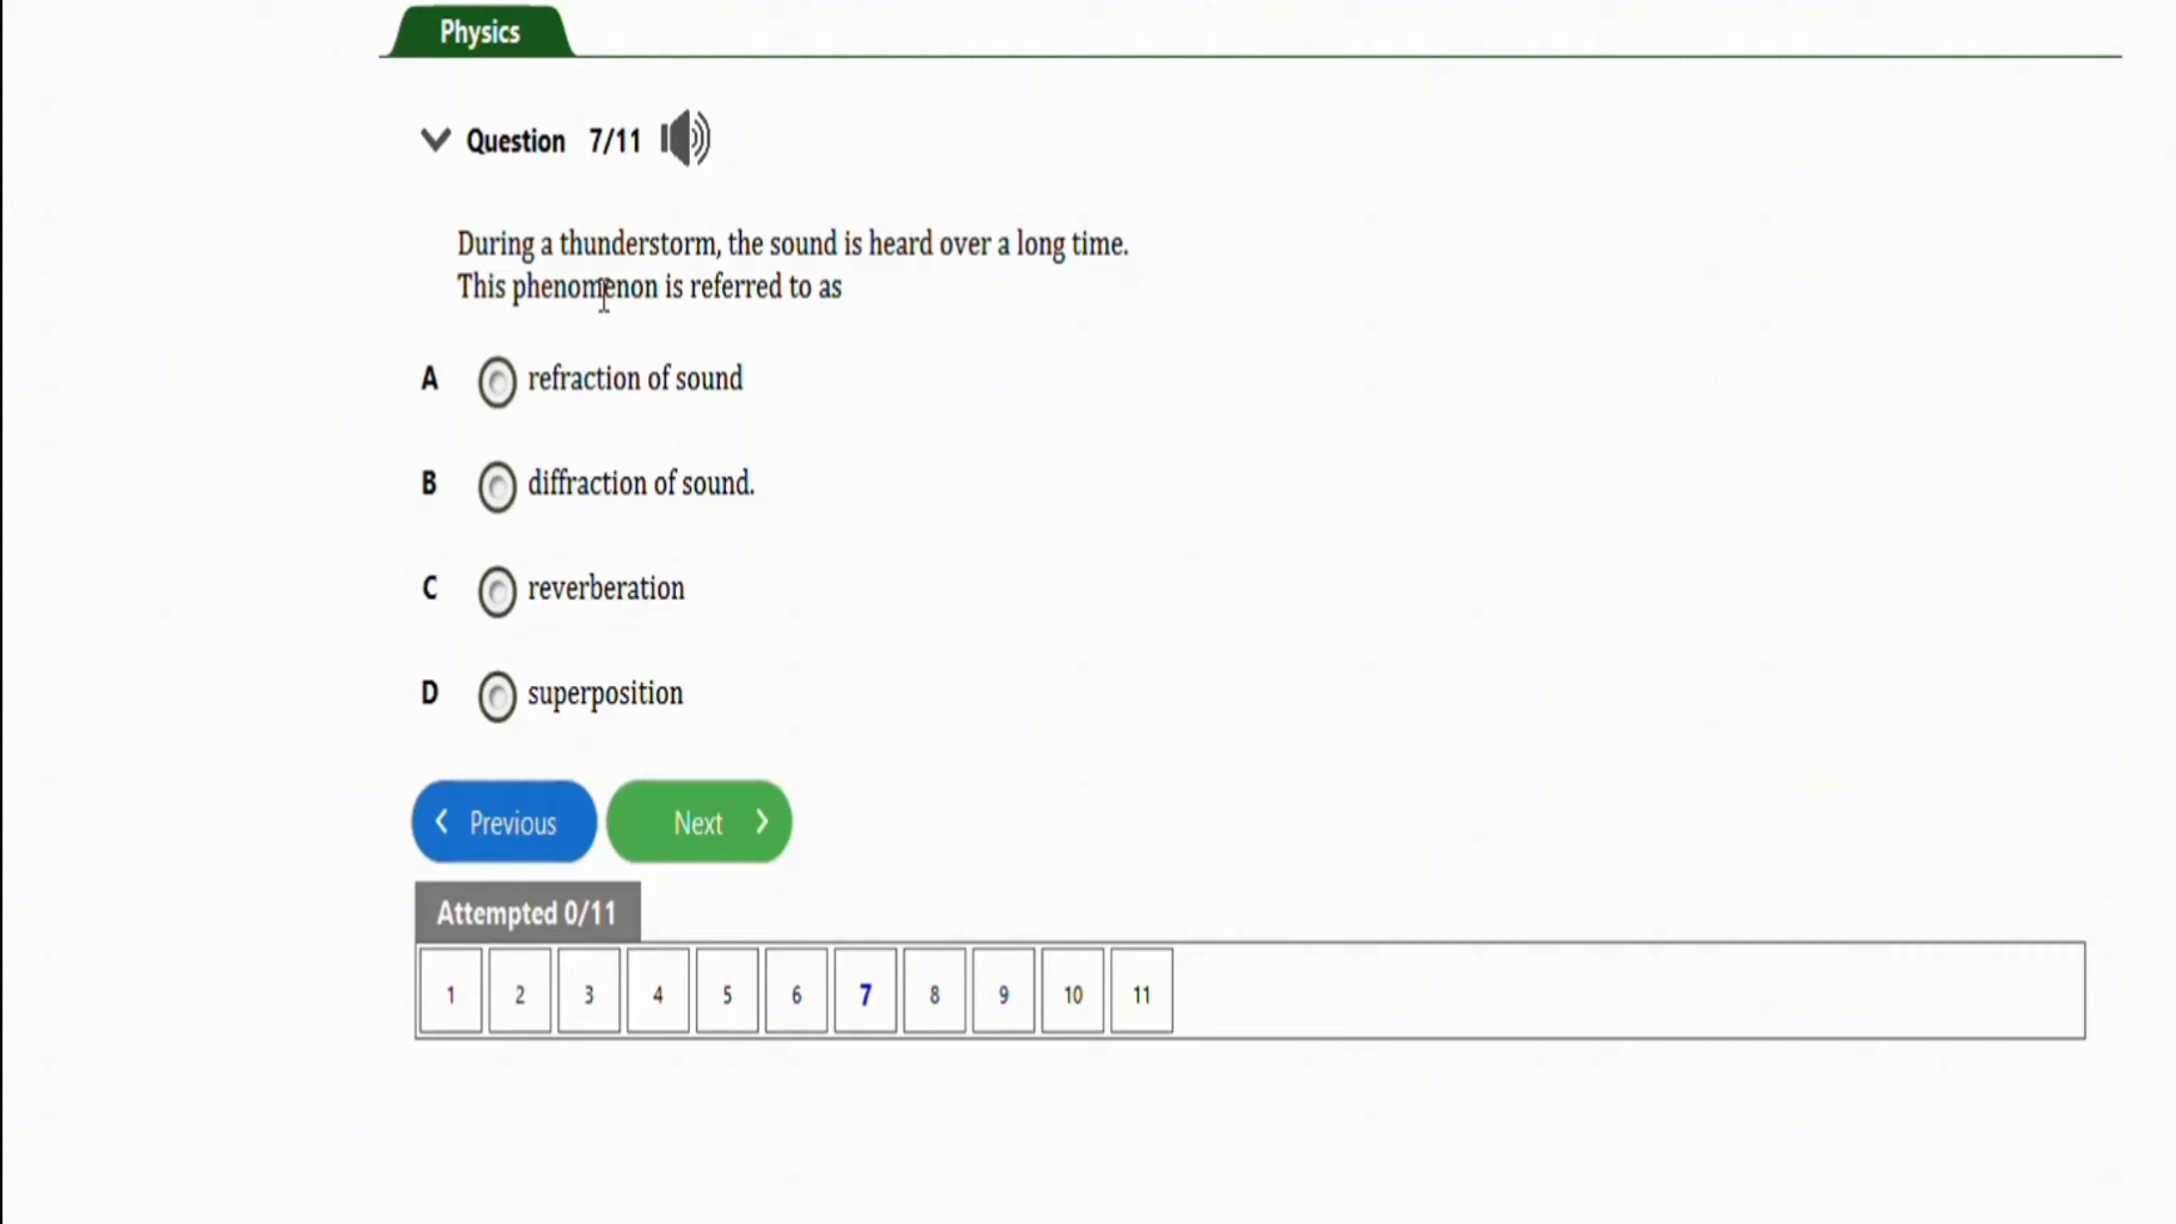 Physics
Question 7/11
During a thunderstorm, the sound is heard over a long time.
This phenomenon is referred to as
A refraction of sound
B diffraction of sound.
C reverberation
D superposition
Previous Next
Attempted 0/11
1 2 3 4 5 6 7 8 9 10 11